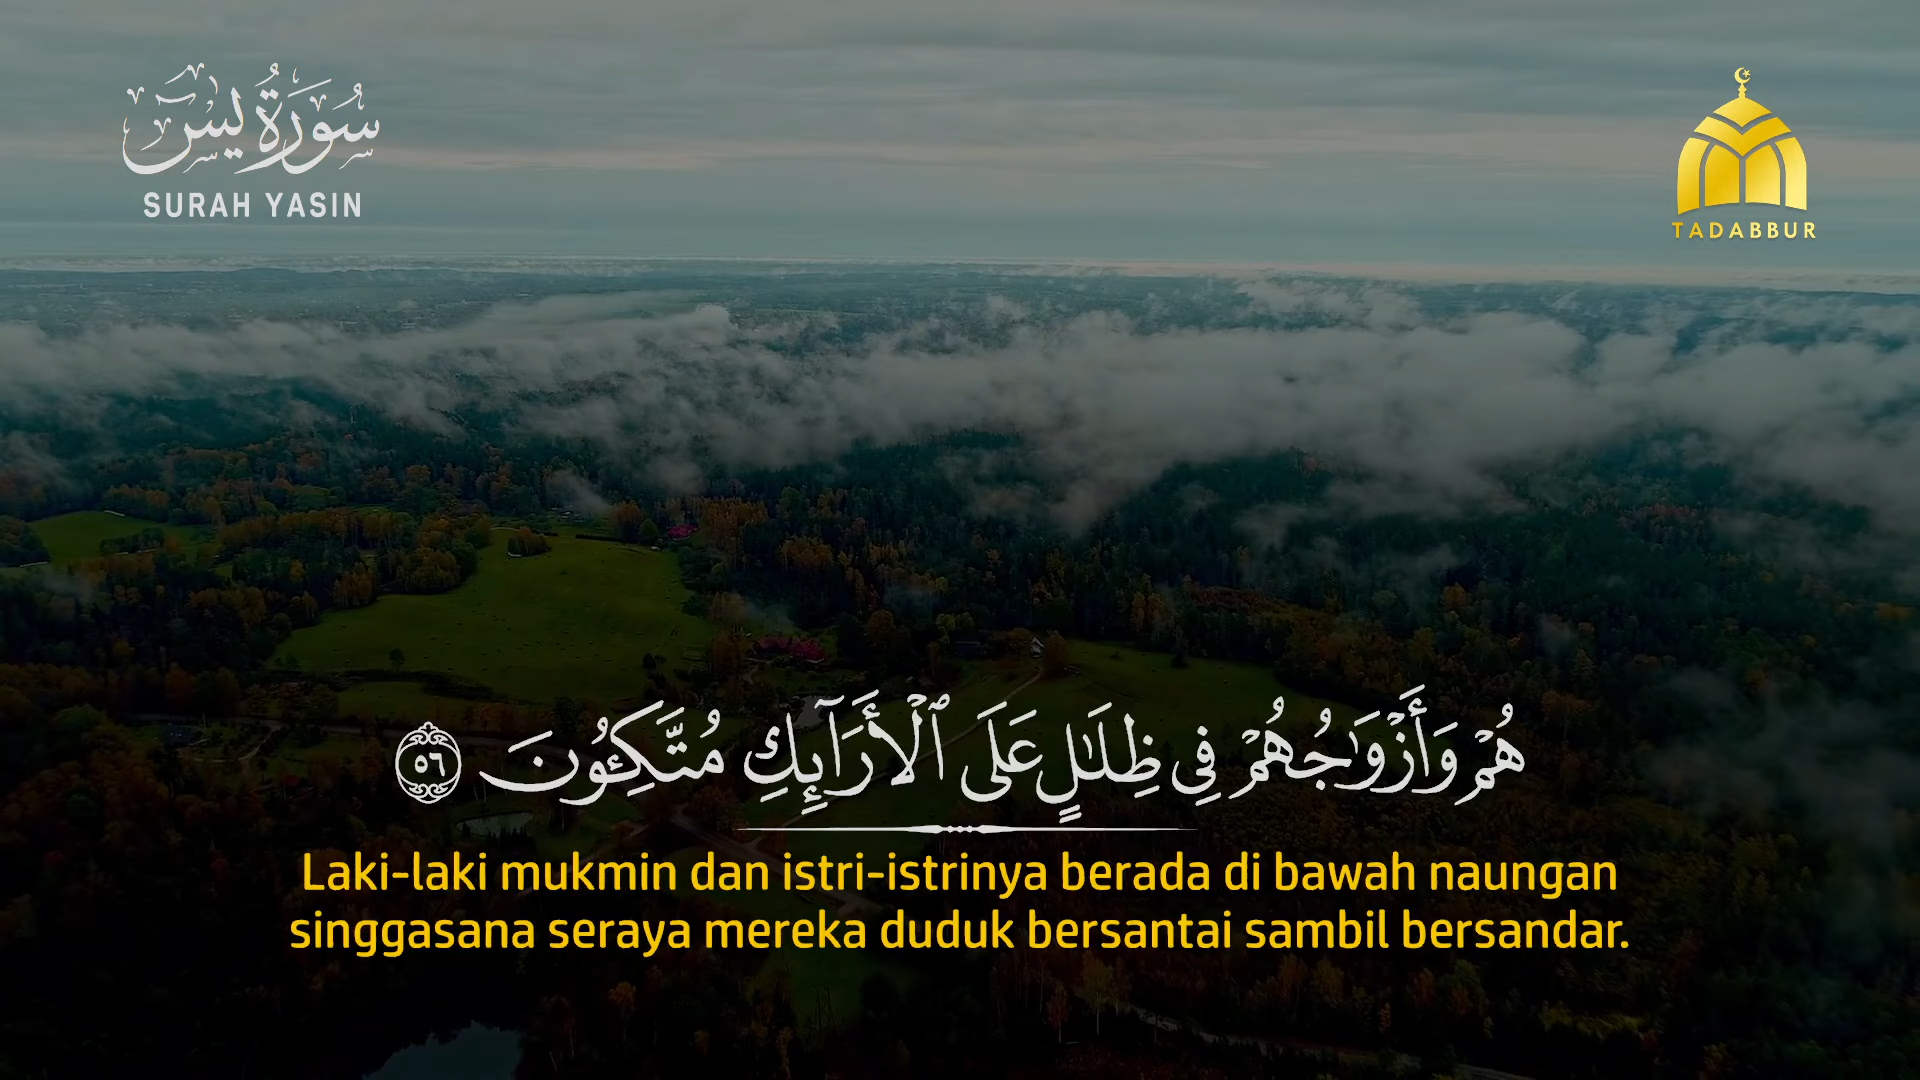 سُورَةُ يسٓ
SURAH YASIN
TADABBUR
هُمْ وَأَزْوَٰجُهُمْ فِي ظِلَـٰلٍ عَلَى ٱلْأَرَآئِكِ مُتَّكِـُٔونَ ٥٦
Laki-laki mukmin dan istri-istrinya berada di bawah naungan
singgasana seraya mereka duduk bersantai sambil bersandar.